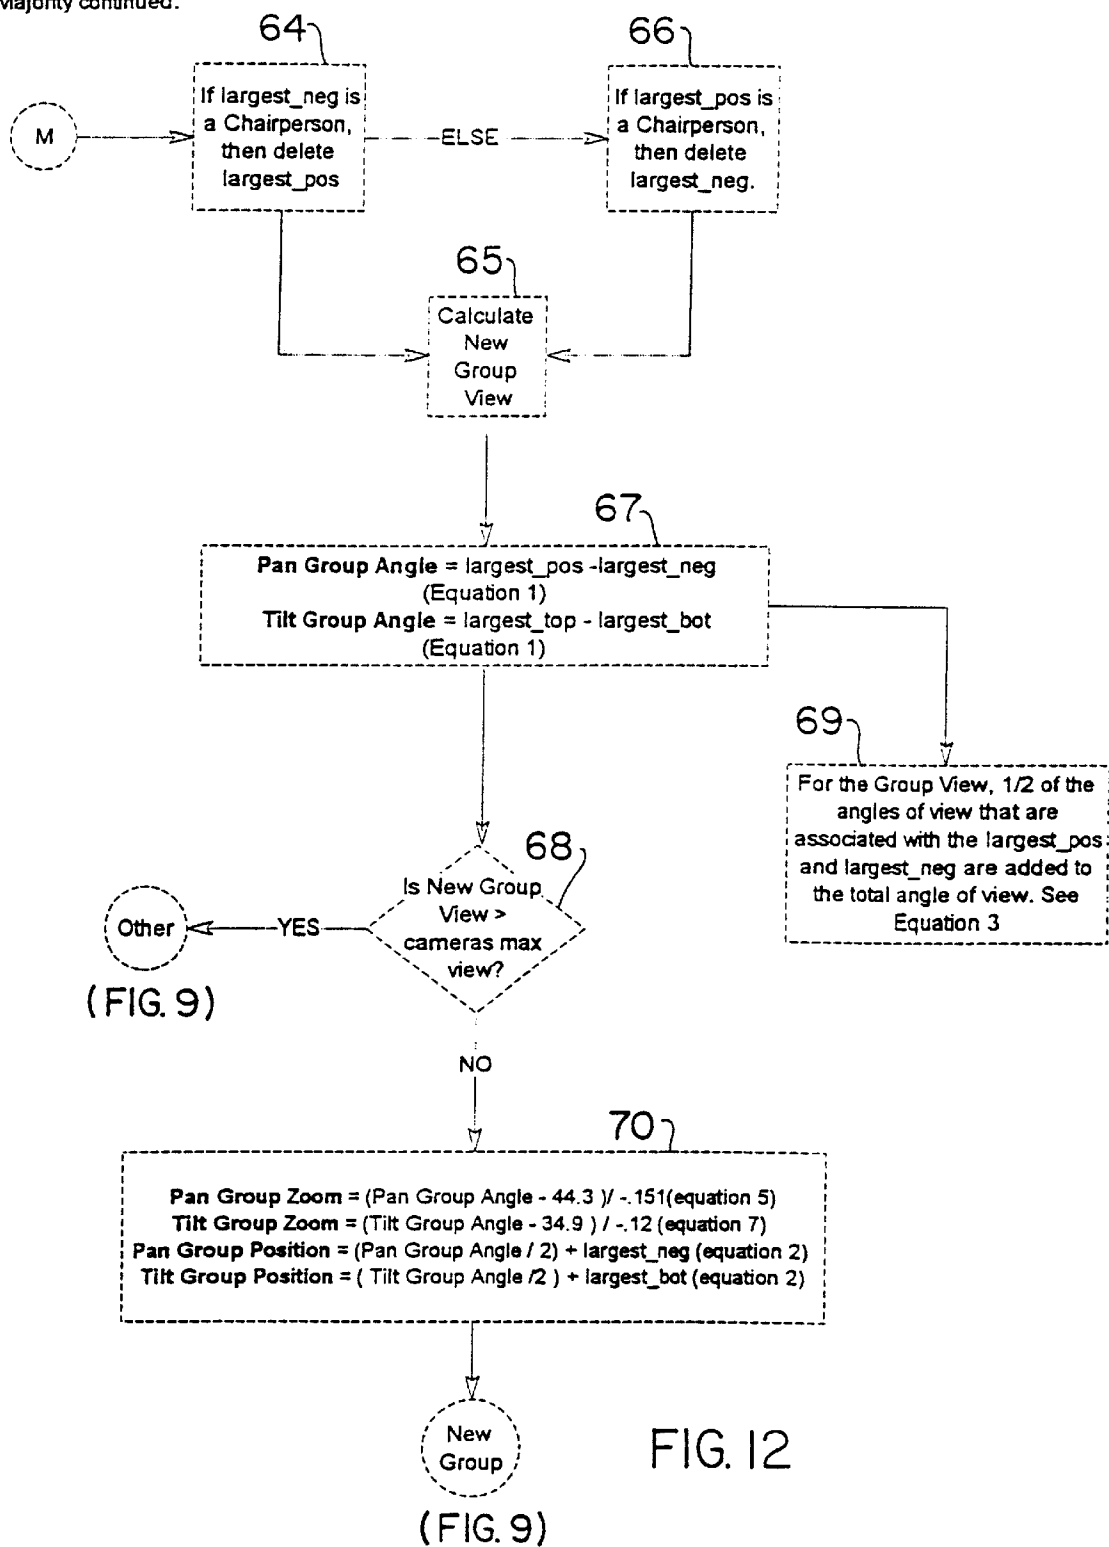 Majority continued.
64
66
M
If largest_neg is
a Chairperson,
then delete
largest_pos
ELSE
If largest_pos is
a Chairperson,
then delete
largest_neg.
65
Calculate
New
Group
View
67
Pan Group Angle = largest_pos -largest_neg
(Equation 1)
Tilt Group Angle = largest_top - largest_bot
(Equation 1)
69
For the Group View, 1/2 of the
angles of view that are
associated with the largest_pos
and largest_neg are added to
the total angle of view. See
Equation 3
68
Is New Group
View >
cameras max
view?
YES
Other
(FIG. 9)
NO
70
Pan Group Zoom = (Pan Group Angle - 44.3 )/ -.151(equation 5)
Tilt Group Zoom = (Tilt Group Angle - 34.9 ) / -.12 (equation 7)
Pan Group Position = (Pan Group Angle / 2) + largest_neg (equation 2)
Tilt Group Position = ( Tilt Group Angle /2 ) + largest_bot (equation 2)
New
Group
(FIG. 9)
FIG. 12